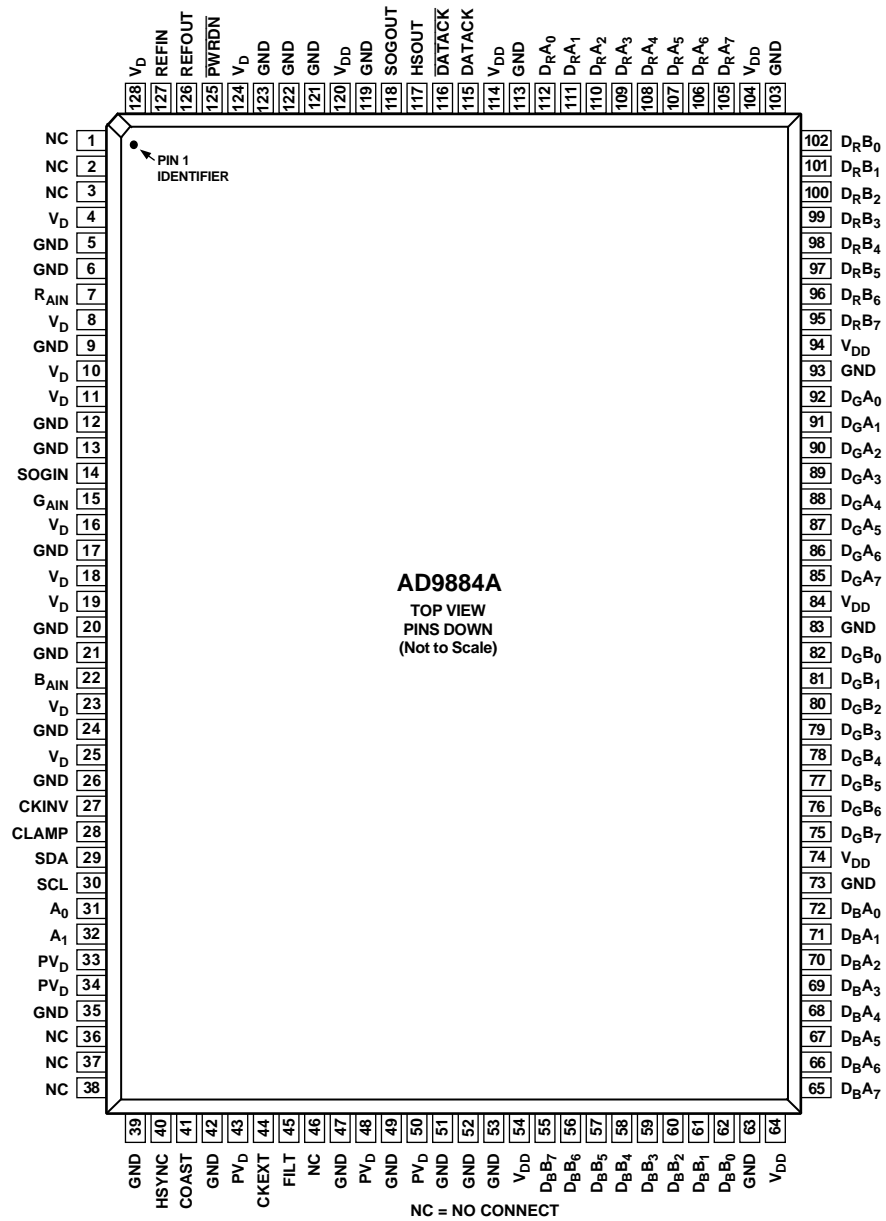 128 V_D
127 REFIN
126 REFOUT
125 P̅W̅R̅D̅N̅
124 V_D
123 GND
122 GND
121 GND
120 V_DD
119 GND
118 SOGOUT
117 HSOUT
116 D̅A̅T̅A̅C̅K̅
115 DATACK
114 V_DD
113 GND
112 D_RA_0
111 D_RA_1
110 D_RA_2
109 D_RA_3
108 D_RA_4
107 D_RA_5
106 D_RA_6
105 D_RA_7
104 V_DD
103 GND
NC 1
NC 2
NC 3
V_D 4
GND 5
GND 6
R_AIN 7
V_D 8
GND 9
V_D 10
V_D 11
GND 12
GND 13
SOGIN 14
G_AIN 15
V_D 16
GND 17
V_D 18
V_D 19
GND 20
GND 21
B_AIN 22
V_D 23
GND 24
V_D 25
GND 26
CKINV 27
CLAMP 28
SDA 29
SCL 30
A_0 31
A_1 32
PV_D 33
PV_D 34
GND 35
NC 36
NC 37
NC 38
PIN 1
IDENTIFIER
AD9884A
TOP VIEW
PINS DOWN
(Not to Scale)
102 D_RB_0
101 D_RB_1
100 D_RB_2
99 D_RB_3
98 D_RB_4
97 D_RB_5
96 D_RB_6
95 D_RB_7
94 V_DD
93 GND
92 D_GA_0
91 D_GA_1
90 D_GA_2
89 D_GA_3
88 D_GA_4
87 D_GA_5
86 D_GA_6
85 D_GA_7
84 V_DD
83 GND
82 D_GB_0
81 D_GB_1
80 D_GB_2
79 D_GB_3
78 D_GB_4
77 D_GB_5
76 D_GB_6
75 D_GB_7
74 V_DD
73 GND
72 D_BA_0
71 D_BA_1
70 D_BA_2
69 D_BA_3
68 D_BA_4
67 D_BA_5
66 D_BA_6
65 D_BA_7
39 GND
40 HSYNC
41 COAST
42 GND
43 PV_D
44 CKEXT
45 FILT
46 NC
47 GND
48 PV_D
49 GND
50 PV_D
51 GND
52 GND
53 GND
54 V_DD
55 D_BB_7
56 D_BB_6
57 D_BB_5
58 D_BB_4
59 D_BB_3
60 D_BB_2
61 D_BB_1
62 D_BB_0
63 GND
64 V_DD
NC = NO CONNECT